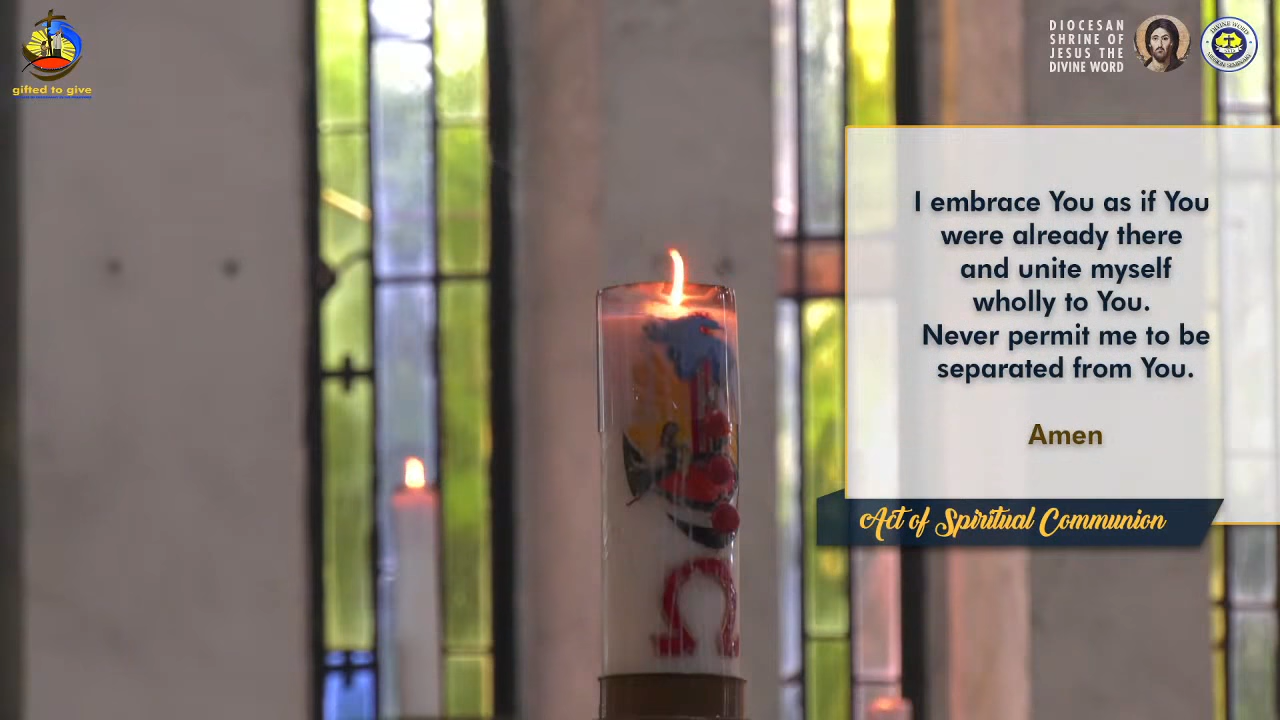 gifted to give
DIOCESAN
SHRINE OF
JESUS THE
DIVINE WORD
I embrace You as if You
were already there
and unite myself
wholly to You.
Never permit me to be
separated from You.
Amen
Act of Spiritual Communion
Ω